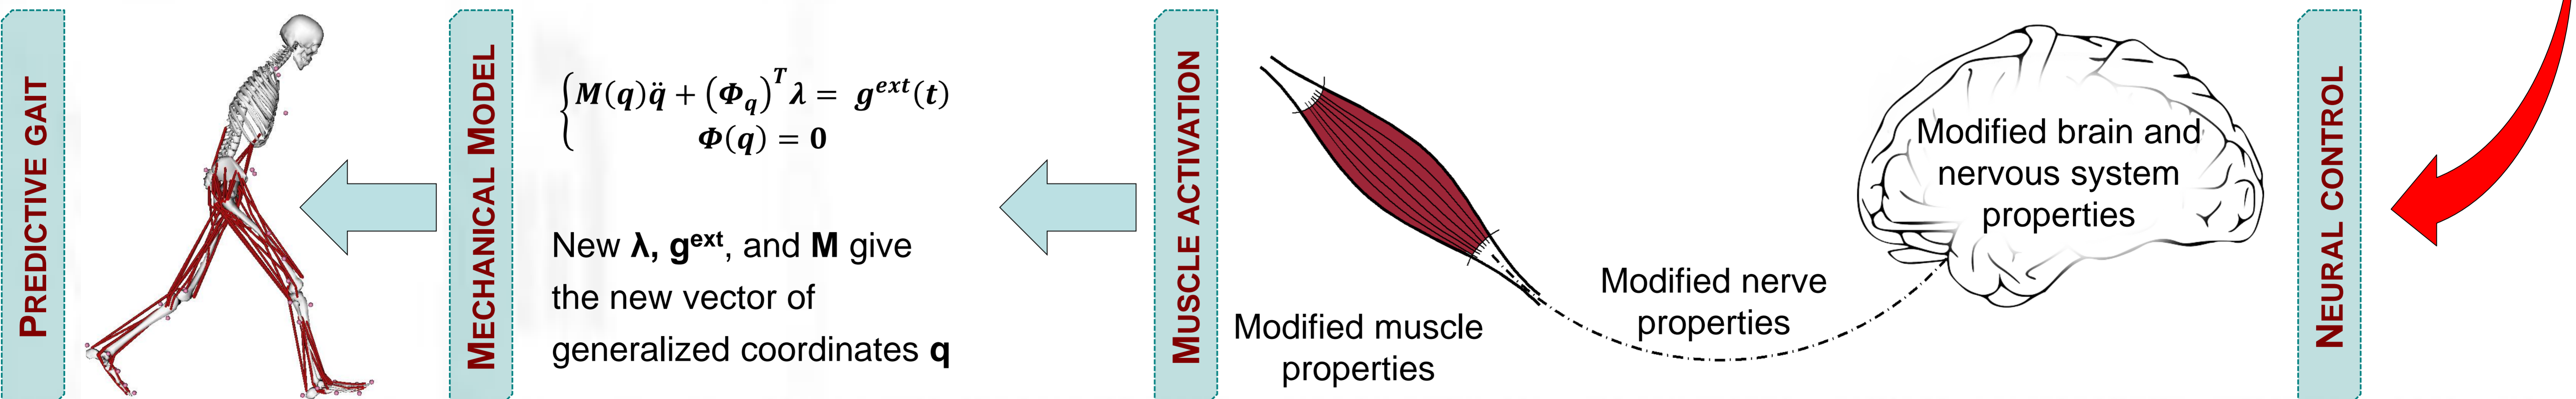 PREDICTIVE GAIT
MECHANICAL MODEL
M(q)q̈ + (Φ_q)^T λ = g^ext(t)
Φ(q) = 0
New λ, g^ext, and M give
the new vector of
generalized coordinates q
MUSCLE ACTIVATION
Modified muscle
properties
Modified nerve
properties
Modified brain and
nervous system
properties
NEURAL CONTROL